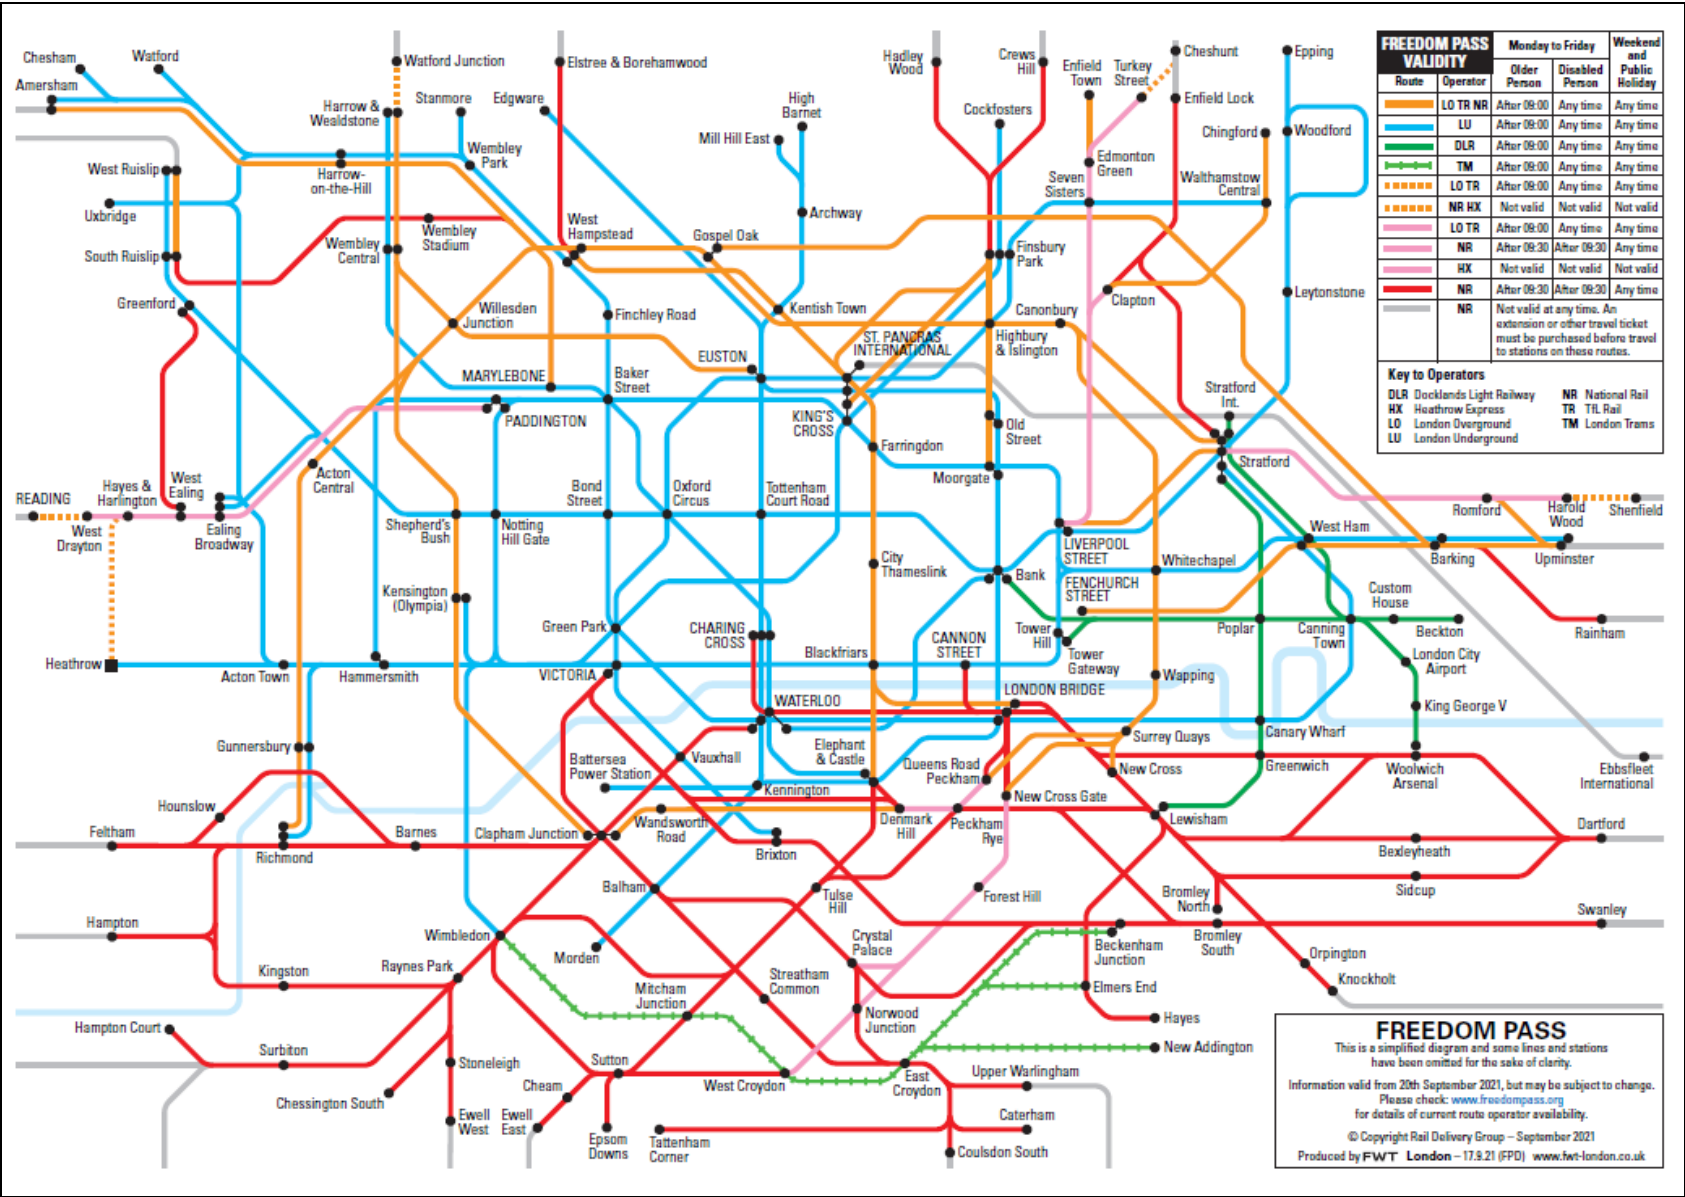 Chesham
Watford
Amersham
Watford Junction
Elstree & Borehamwood
Hadley
Wood
Crews
Hill
Enfield
Town
Turkey
Street
Cheshunt
Epping
Harrow &
Wealdstone
Stanmore
Edgware
High
Barnet
Cockfosters
Enfield Lock
Mill Hill East
Chingford
Woodford
West Ruislip
Harrow-
on-the-Hill
Wembley
Park
Edmonton
Green
Seven
Sisters
Walthamstow
Central
Uxbridge
Archway
South Ruislip
Wembley
Central
Wembley
Stadium
West
Hampstead
Gospel Oak
Finsbury
Park
Greenford
Willesden
Junction
Finchley Road
Kentish Town
Canonbury
Clapton
Leytonstone
ST. PANCRAS
INTERNATIONAL
Highbury
& Islington
EUSTON
MARYLEBONE
Baker
Street
Stratford
Int.
PADDINGTON
KING'S
CROSS
Old
Street
Farringdon
Stratford
READING
Hayes &
Harlington
West
Ealing
Acton
Central
Bond
Street
Oxford
Circus
Tottenham
Court Road
Moorgate
Romford
Harold
Wood
Shenfield
West
Drayton
Ealing
Broadway
Shepherd's
Bush
Notting
Hill Gate
LIVERPOOL
STREET
West Ham
Barking
Upminster
City
Thameslink
Bank
Whitechapel
FENCHURCH
STREET
Kensington
(Olympia)
Custom
House
Green Park
CHARING
CROSS
CANNON
STREET
Tower
Hill
Poplar
Canning
Town
Beckton
Rainham
Blackfriars
Tower
Gateway
London City
Airport
Heathrow
Acton Town
Hammersmith
VICTORIA
Wapping
WATERLOO
LONDON BRIDGE
King George V
Gunnersbury
Battersea
Power Station
Vauxhall
Elephant
& Castle
Queens Road
Peckham
Surrey Quays
Canary Wharf
New Cross
Greenwich
Woolwich
Arsenal
Ebbsfleet
International
Hounslow
Kennington
New Cross Gate
Feltham
Richmond
Barnes
Clapham Junction
Wandsworth
Road
Brixton
Denmark
Hill
Peckham
Rye
Lewisham
Dartford
Bexleyheath
Balham
Tulse
Hill
Forest Hill
Bromley
North
Sidcup
Hampton
Wimbledon
Morden
Crystal
Palace
Beckenham
Junction
Bromley
South
Swanley
Kingston
Raynes Park
Mitcham
Junction
Streatham
Common
Elmers End
Orpington
Knockholt
Hampton Court
Norwood
Junction
Hayes
Surbiton
Stoneleigh
Sutton
New Addington
Chessington South
Cheam
West Croydon
East
Croydon
Upper Warlingham
Ewell
West
Ewell
East
Epsom
Downs
Tattenham
Corner
Caterham
Coulsdon South
FREEDOM PASS
VALIDITY
Monday to Friday
Weekend
and
Public
Holiday
Route
Operator
Older
Person
Disabled
Person
LO TR NR After 09:00 Any time Any time
LU After 09:00 Any time Any time
DLR After 09:00 Any time Any time
TM After 09:00 Any time Any time
LO TR After 09:00 Any time Any time
NR HX Not valid Not valid Not valid
LO TR After 09:00 Any time Any time
NR After 09:30 After 09:30 Any time
HX Not valid Not valid Not valid
NR After 09:30 After 09:30 Any time
NR Not valid at any time. An
extension or other travel ticket
must be purchased before travel
to stations on these routes.
Key to Operators
DLR Docklands Light Railway NR National Rail
HX Heathrow Express TR TfL Rail
LO London Overground TM London Trams
LU London Underground
FREEDOM PASS
This is a simplified diagram and some lines and stations
have been omitted for the sake of clarity.
Information valid from 20th September 2021, but may be subject to change.
Please check: www.freedompass.org
for details of current route operator availability.
© Copyright Rail Delivery Group – September 2021
Produced by FWT London – 17.9.21 (FPD) www.fwt-london.co.uk